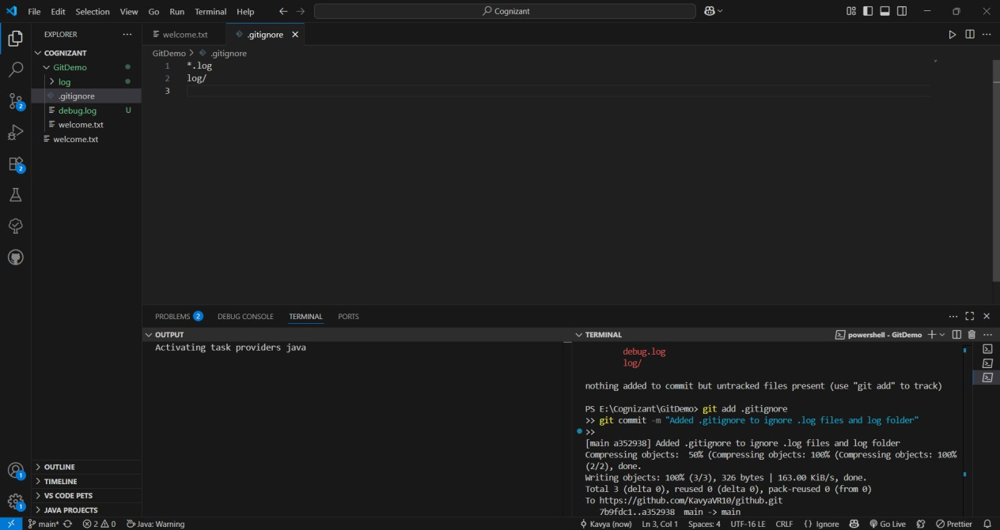 File Edit Selection View Go Run Terminal Help
Cognizant
EXPLORER
COGNIZANT
GitDemo
log
.gitignore
debug.log U
welcome.txt
welcome.txt
OUTLINE
TIMELINE
VS CODE PETS
JAVA PROJECTS
2
2
1
1
welcome.txt
.gitignore
GitDemo > .gitignore
1 *.log
2 log/
3
PROBLEMS 2 DEBUG CONSOLE TERMINAL PORTS
OUTPUT
Activating task providers java
TERMINAL
powershell - GitDemo
debug.log
log/
nothing added to commit but untracked files present (use "git add" to track)
PS E:\Cognizant\GitDemo> git add .gitignore
>> git commit -m "Added .gitignore to ignore .log files and log folder"
>>
[main a352938] Added .gitignore to ignore .log files and log folder
Compressing objects:  50% (Compressing objects: 100% (Compressing objects: 100%
(2/2), done.
Writing objects: 100% (3/3), 326 bytes | 163.00 KiB/s, done.
Total 3 (delta 0), reused 0 (delta 0), pack-reused 0 (from 0)
To https://github.com/KavyaVR10/github.git
7b9fdc1..a352938  main -> main
main* 2 0 Java: Warning
Kavya (now) Ln 3, Col 1 Spaces: 4 UTF-16 LE CRLF {} Ignore Go Live Prettier